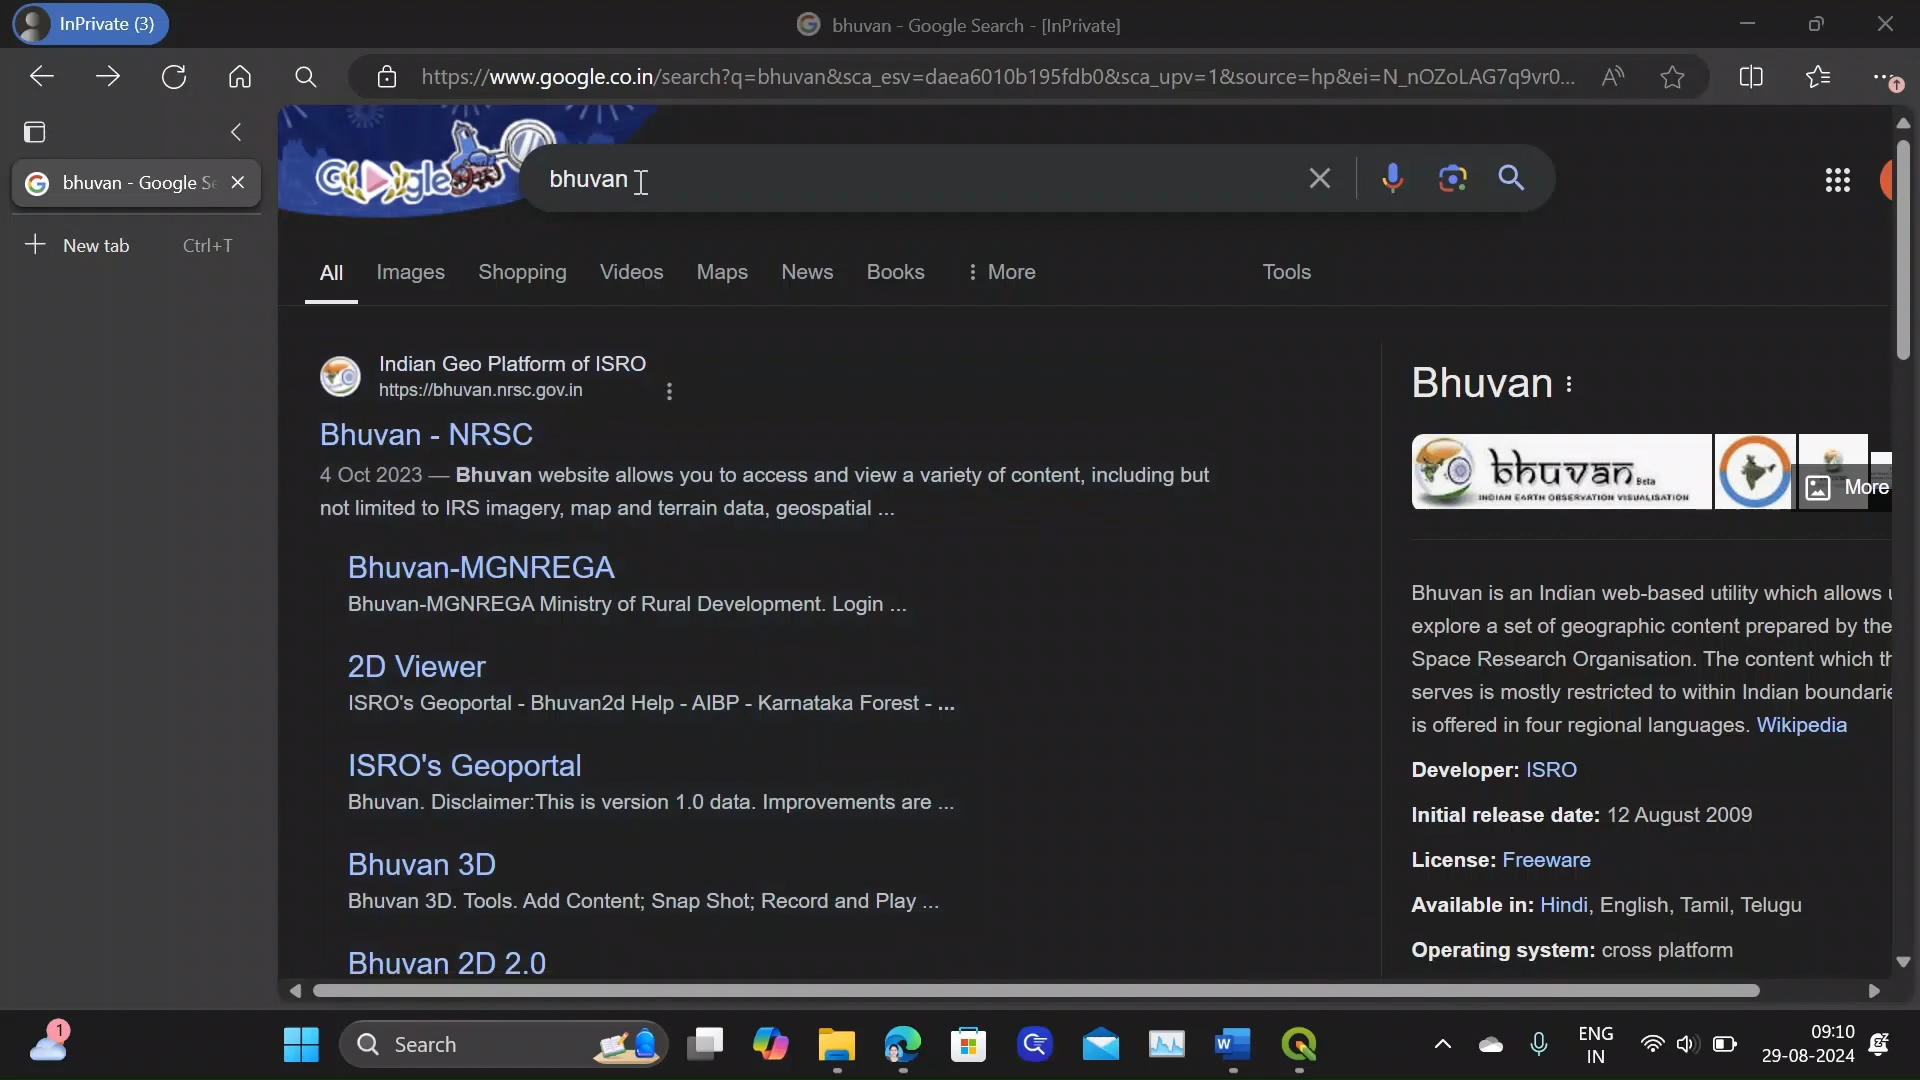 InPrivate (3)
bhuvan - Google Search - [InPrivate]
https://www.google.co.in/search?q=bhuvan&sca_esv=daea6010b195fdb0&sca_upv=1&source=hp&ei=N_nOZoLAG7q9vr0...
bhuvan - Google Se
New tab Ctrl+T
Google
bhuvan
All Images Shopping Videos Maps News Books More Tools
Indian Geo Platform of ISRO
https://bhuvan.nrsc.gov.in
Bhuvan - NRSC
4 Oct 2023 — Bhuvan website allows you to access and view a variety of content, including but
not limited to IRS imagery, map and terrain data, geospatial ...
Bhuvan-MGNREGA
Bhuvan-MGNREGA Ministry of Rural Development. Login ...
2D Viewer
ISRO's Geoportal - Bhuvan2d Help - AIBP - Karnataka Forest - ...
ISRO's Geoportal
Bhuvan. Disclaimer:This is version 1.0 data. Improvements are ...
Bhuvan 3D
Bhuvan 3D. Tools. Add Content; Snap Shot; Record and Play ...
Bhuvan 2D 2.0
Bhuvan
bhuvan Beta
INDIAN EARTH OBSERVATION VISUALISATION
More
Bhuvan is an Indian web-based utility which allows
explore a set of geographic content prepared by the
Space Research Organisation. The content which th
serves is mostly restricted to within Indian boundarie
is offered in four regional languages. Wikipedia
Developer: ISRO
Initial release date: 12 August 2009
License: Freeware
Available in: Hindi, English, Tamil, Telugu
Operating system: cross platform
1
Search
W
ENG
IN
09:10
29-08-2024